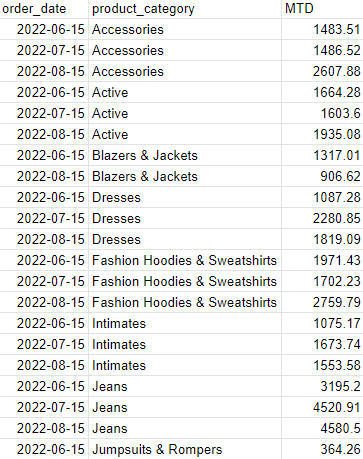 order_date product_category MTD
2022-06-15 Accessories 1483.51
2022-07-15 Accessories 1486.52
2022-08-15 Accessories 2607.88
2022-06-15 Active 1664.28
2022-07-15 Active 1603.6
2022-08-15 Active 1935.08
2022-06-15 Blazers & Jackets 1317.01
2022-08-15 Blazers & Jackets 906.62
2022-06-15 Dresses 1087.28
2022-07-15 Dresses 2280.85
2022-08-15 Dresses 1819.09
2022-06-15 Fashion Hoodies & Sweatshirts 1971.43
2022-07-15 Fashion Hoodies & Sweatshirts 1702.23
2022-08-15 Fashion Hoodies & Sweatshirts 2759.79
2022-06-15 Intimates 1075.17
2022-07-15 Intimates 1673.74
2022-08-15 Intimates 1553.58
2022-06-15 Jeans 3195.2
2022-07-15 Jeans 4520.91
2022-08-15 Jeans 4580.5
2022-06-15 Jumpsuits & Rompers 364.26